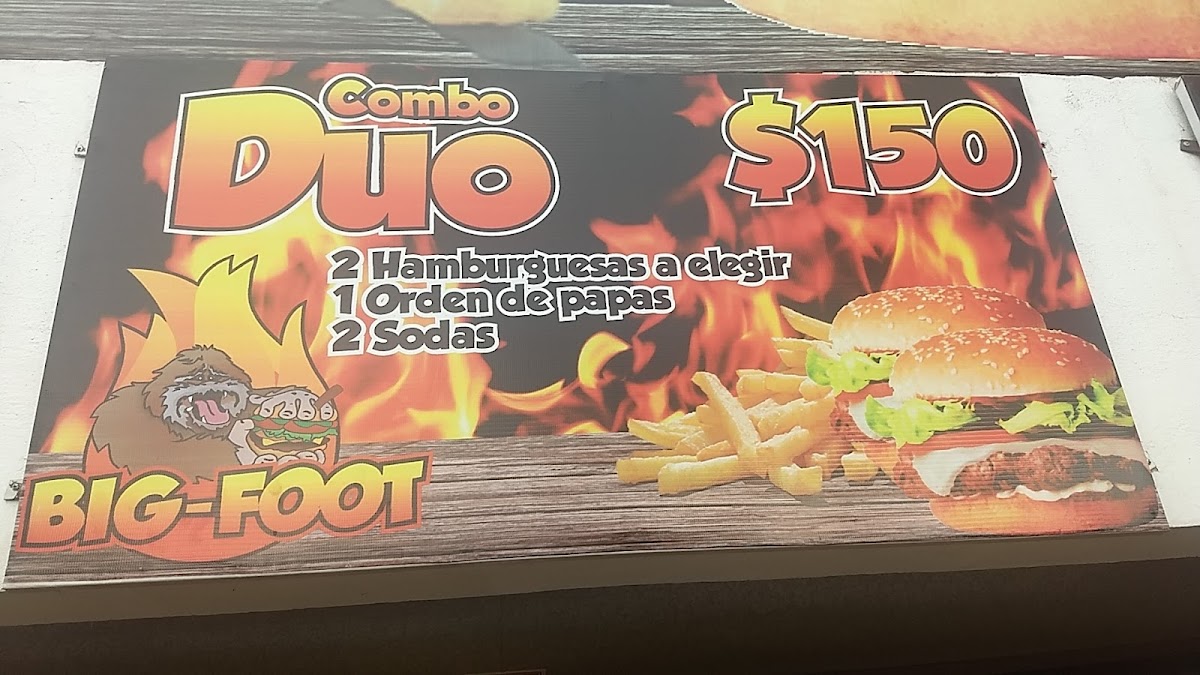 Combo
Duo
$150
2 Hamburguesas a elegir
1 Orden de papas
2 Sodas
BIG-FOOT